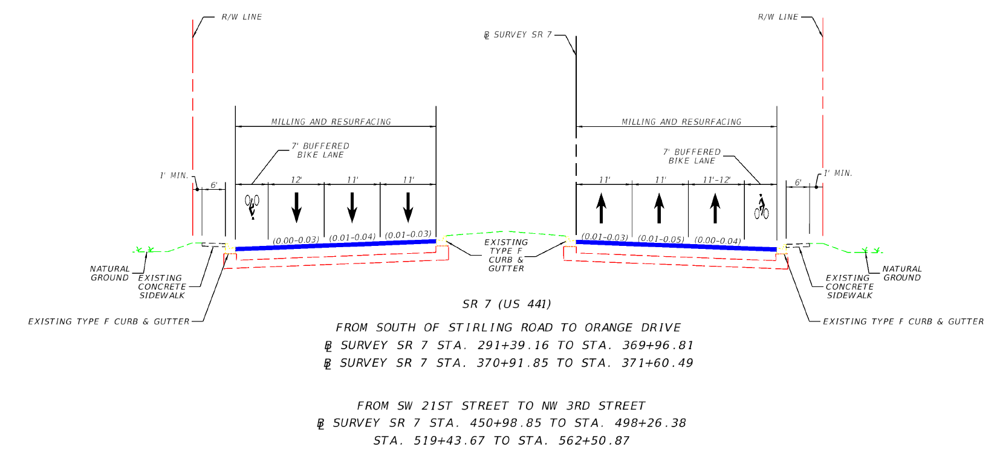 R/W LINE
R/W LINE
℄ SURVEY SR 7
MILLING AND RESURFACING
MILLING AND RESURFACING
7' BUFFERED
BIKE LANE
7' BUFFERED
BIKE LANE
1' MIN.
6'
12'
11'
11'
11'
11'
11'-12'
6'
1' MIN.
(0.00-0.03)
(0.01-0.04)
(0.01-0.03)
(0.01-0.03)
(0.01-0.05)
(0.00-0.04)
EXISTING
TYPE F
CURB &
GUTTER
NATURAL
GROUND
EXISTING
CONCRETE
SIDEWALK
EXISTING
CONCRETE
SIDEWALK
NATURAL
GROUND
EXISTING TYPE F CURB & GUTTER
EXISTING TYPE F CURB & GUTTER
SR 7 (US 441)
FROM SOUTH OF STIRLING ROAD TO ORANGE DRIVE
BL SURVEY SR 7 STA. 291+39.16 TO STA. 369+96.81
BL SURVEY SR 7 STA. 370+91.85 TO STA. 371+60.49
FROM SW 21ST STREET TO NW 3RD STREET
BL SURVEY SR 7 STA. 450+98.85 TO STA. 498+26.38
STA. 519+43.67 TO STA. 562+50.87